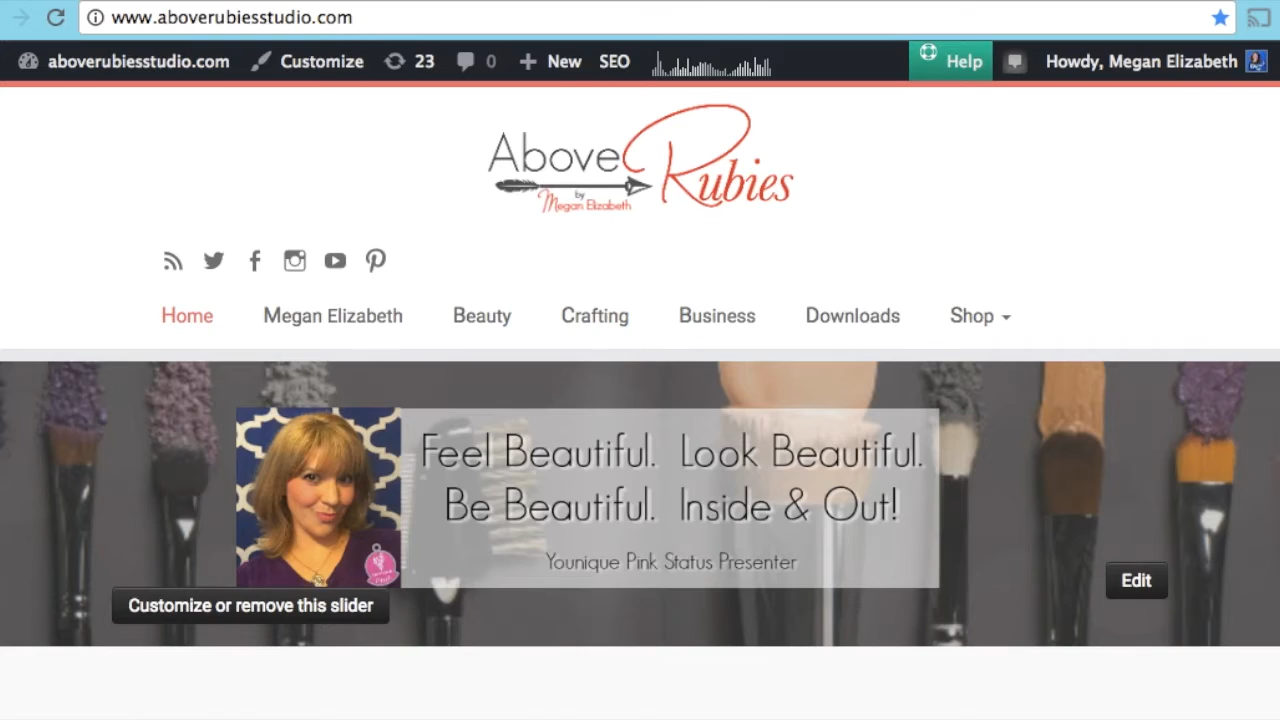 www.aboverubiesstudio.com
aboverubiesstudio.com Customize 23 0 New SEO Help Howdy, Megan Elizabeth
Above Rubies
by
Megan Elizabeth
Home Megan Elizabeth Beauty Crafting Business Downloads Shop
Feel Beautiful. Look Beautiful.
Be Beautiful. Inside & Out!
Younique Pink Status Presenter
Edit
Customize or remove this slider